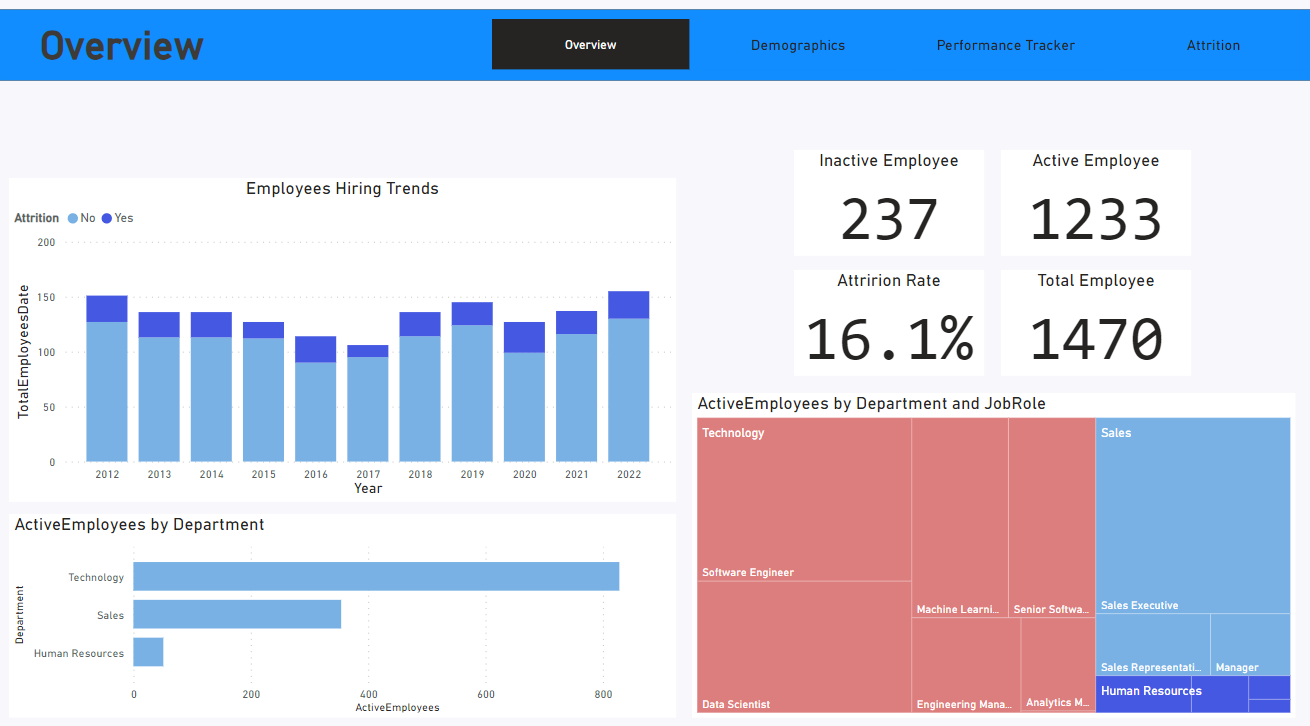 Overview
Overview
Demographics
Performance Tracker
Attrition
Employees Hiring Trends
Attrition No Yes
TotalEmployeesDate
200
150
100
50
0
2012 2013 2014 2015 2016 2017 2018 2019 2020 2021 2022
Year
Inactive Employee
237
Active Employee
1233
Attririon Rate
16.1%
Total Employee
1470
ActiveEmployees by Department
Department
Technology
Sales
Human Resources
0 200 400 600 800
ActiveEmployees
ActiveEmployees by Department and JobRole
Technology
Software Engineer
Data Scientist
Machine Learni...
Senior Softwa...
Engineering Mana...
Analytics M...
Sales
Sales Executive
Sales Representati...
Manager
Human Resources